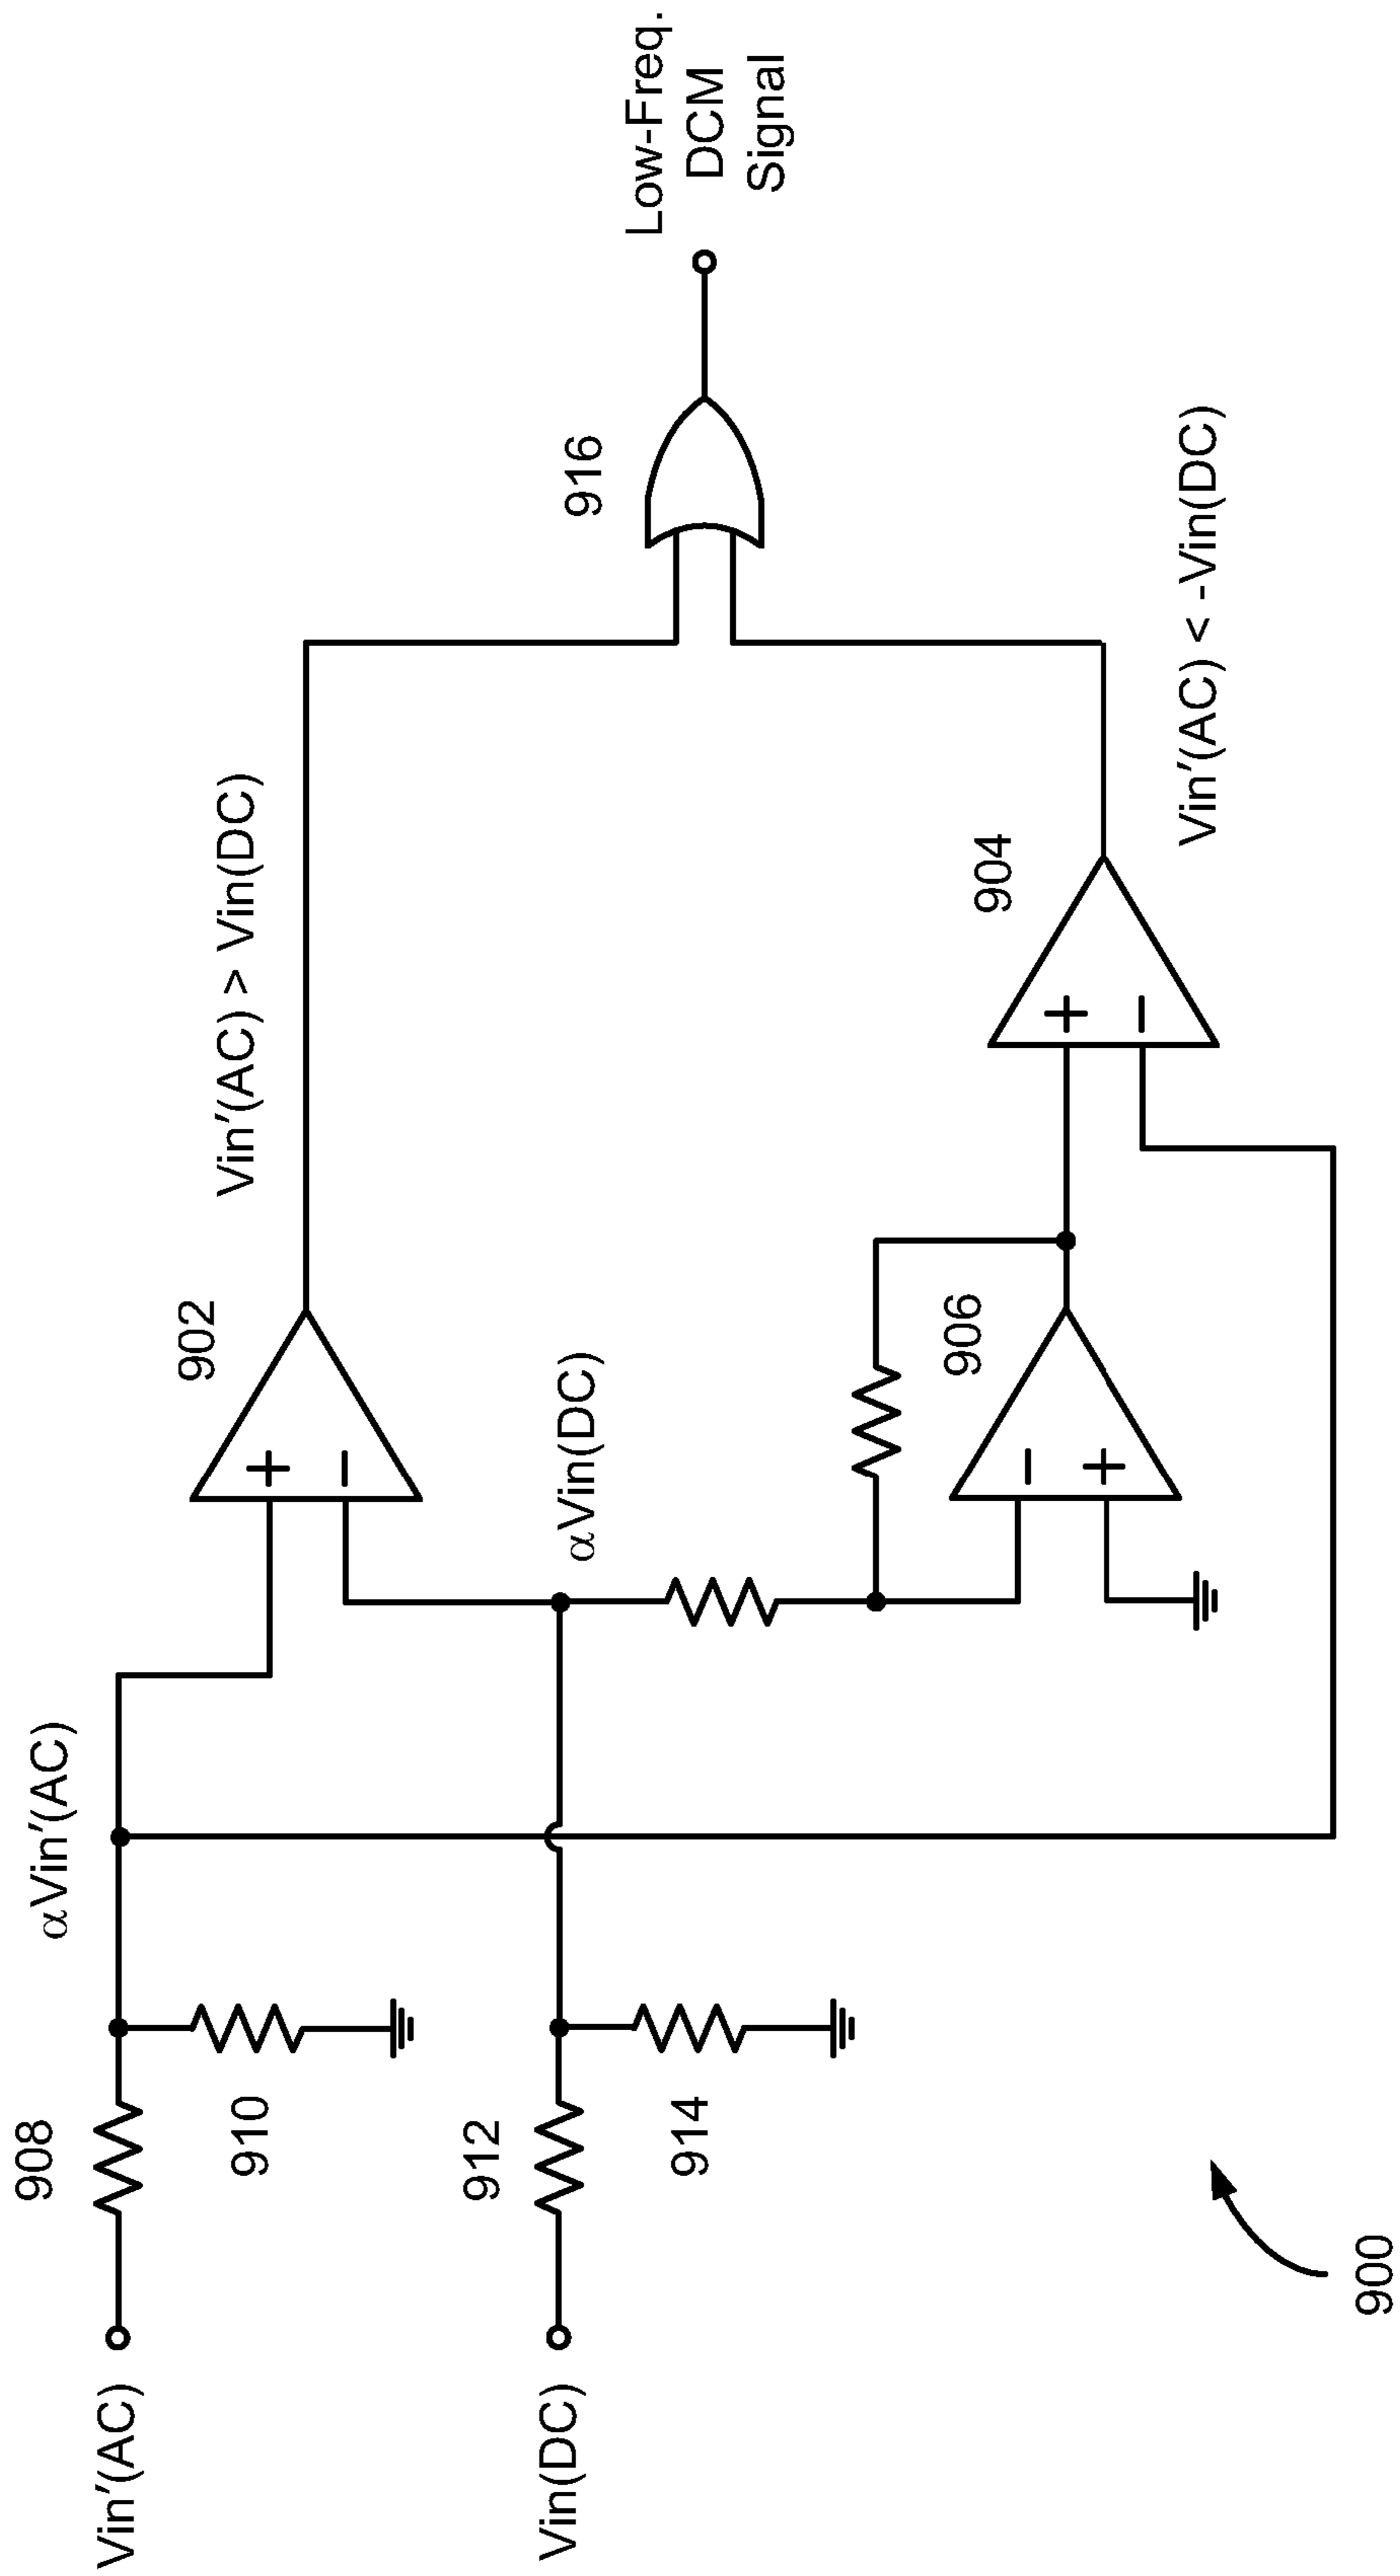 Vin′(AC)
908
910
αVin′(AC)
Vin(DC)
912
914
αVin(DC)
902
+
−
Vin′(AC) > Vin(DC)
906
−
+
904
+
−
Vin′(AC) < -Vin(DC)
916
Low-Freq.
DCM
Signal
900